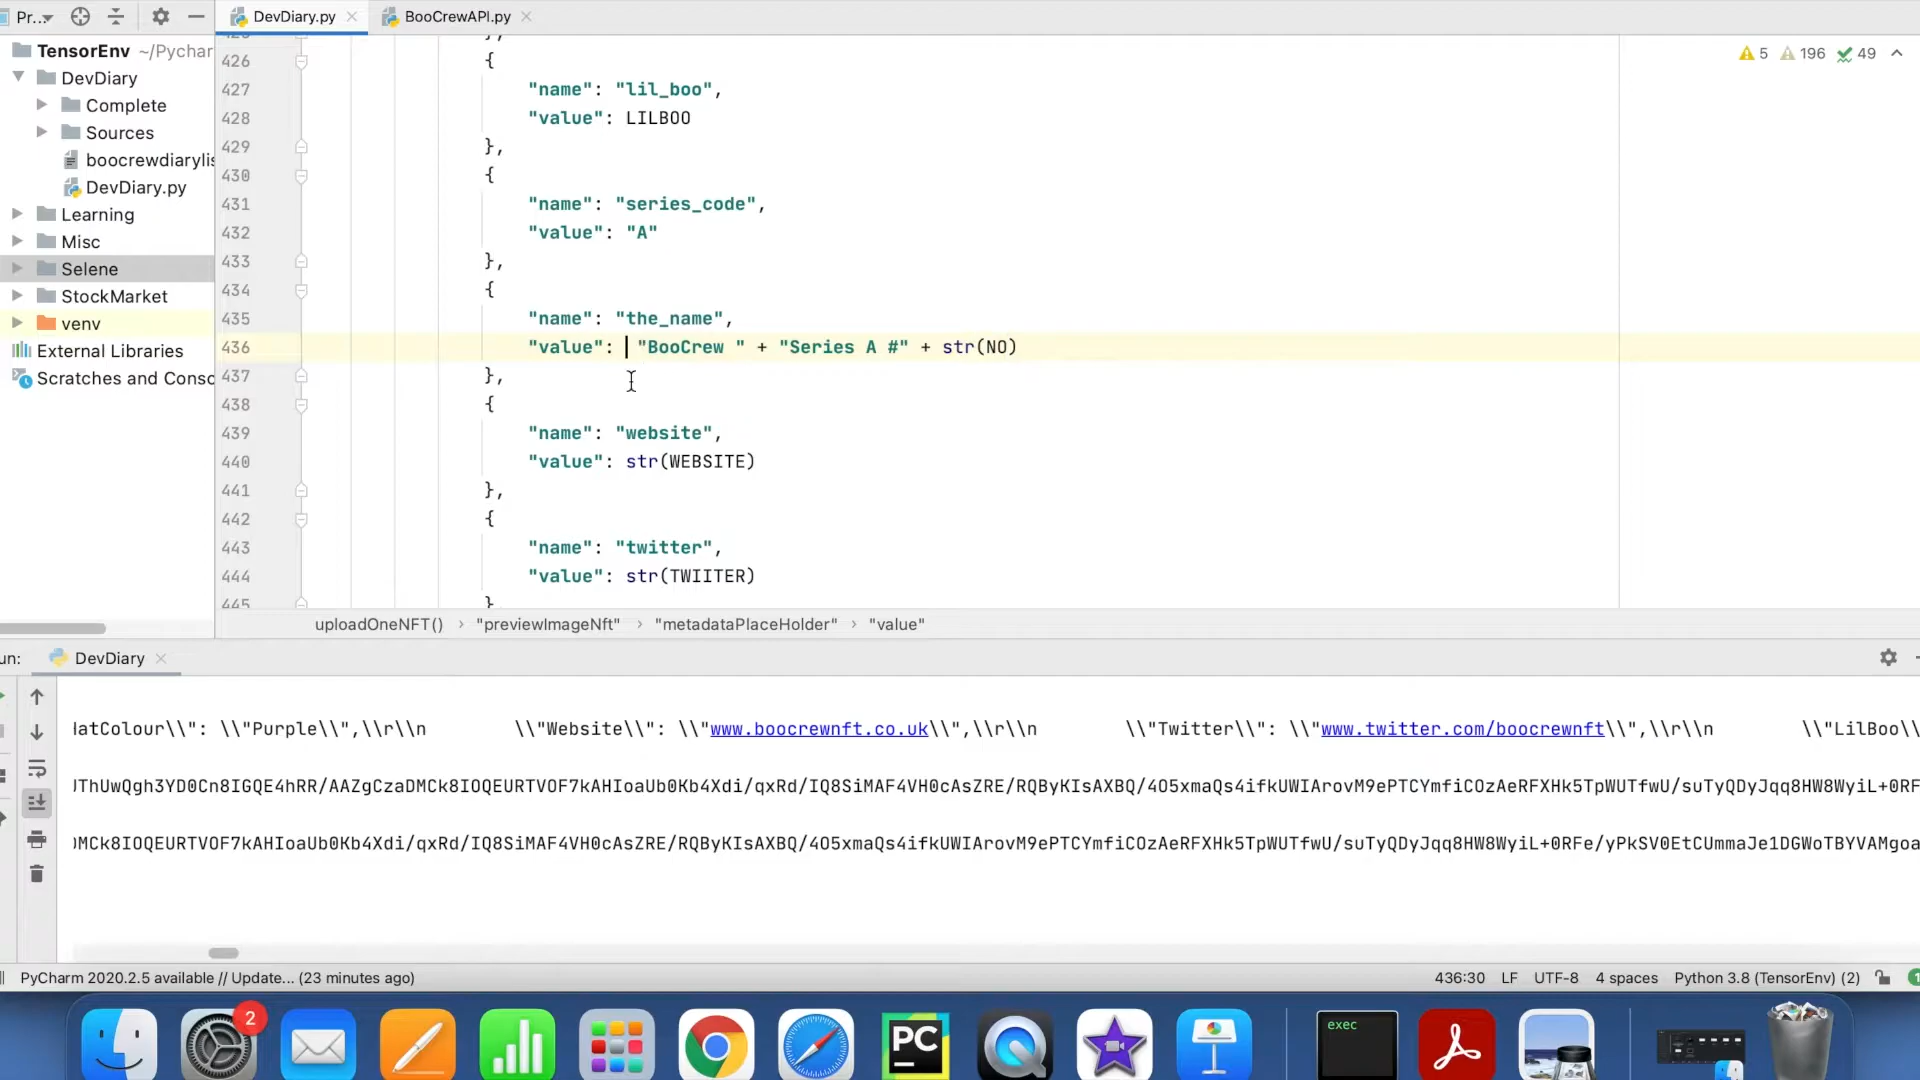 Pr...
DevDiary.py
BooCrewAPI.py
TensorEnv ~/Pychar
DevDiary
Complete
Sources
boocrewdiarylis
DevDiary.py
Learning
Misc
Selene
StockMarket
venv
External Libraries
Scratches and Conso
5 196 49
},
426 {
427 "name": "lil_boo",
428 "value": LILBOO
429 },
430 {
431 "name": "series_code",
432 "value": "A"
433 },
434 {
435 "name": "the_name",
436 "value": "BooCrew " + "Series A #" + str(NO)
437 },
438 {
439 "name": "website",
440 "value": str(WEBSITE)
441 },
442 {
443 "name": "twitter",
444 "value": str(TWIITER)
445 }
uploadOneNFT() › "previewImageNft" › "metadataPlaceHolder" › "value"
un: DevDiary
latColour\\": \\"Purple\\",\\r\\n \\"Website\\": \\"www.boocrewnft.co.uk\\",\\r\\n \\"Twitter\\": \\"www.twitter.com/boocrewnft\\",\\r\\n \\"LilBoo\\
JThUwQgh3YD0Cn8IGQE4hRR/AAZgCzaDMCk8IOQEURTVOF7kAHIoaUb0Kb4Xdi/qxRd/IQ8SiMAF4VH0cAsZRE/RQByKIsAXBQ/4O5xmaQs4ifkUWIArovM9ePTCYmfiCOzAeRFXHk5TpWUTfwU/suTyQDyJqq8HW8WyiL+0RF
MCk8IOQEURTVOF7kAHIoaUb0Kb4Xdi/qxRd/IQ8SiMAF4VH0cAsZRE/RQByKIsAXBQ/4O5xmaQs4ifkUWIArovM9ePTCYmfiCOzAeRFXHk5TpWUTfwU/suTyQDyJqq8HW8WyiL+0RFe/yPkSV0EtCUmmaJe1DGWoTBYVAMgoa
PyCharm 2020.2.5 available // Update... (23 minutes ago)
436:30 LF UTF-8 4 spaces Python 3.8 (TensorEnv) (2)
2
PC
exec